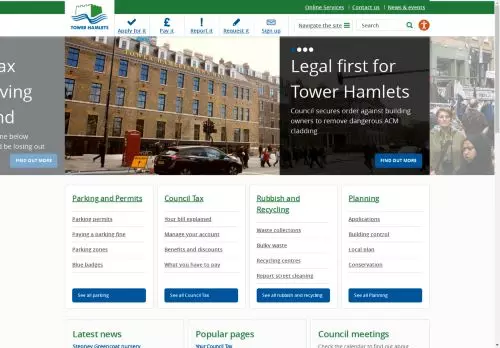 Online Services
Contact us
News & events
TOWER HAMLETS
Apply for it
Pay it
Report it
Request it
Sign up
Navigate the site
Search
Legal first for
Tower Hamlets
Council secures order against building
owners to remove dangerous ACM
cladding
FIND OUT MORE
ax
ving
nd
ne below
d be losing out
FIND OUT MORE
Parking and Permits
Parking permits
Paying a parking fine
Parking zones
Blue badges
See all parking
Council Tax
Your bill explained
Manage your account
Benefits and discounts
What you have to pay
See all Council Tax
Rubbish and
Recycling
Waste collections
Bulky waste
Recycling centres
Report street cleaning
See all rubbish and recycling
Planning
Applications
Building control
Local plan
Conservation
See all Planning
Latest news
Stepney Greencoat nursery
Popular pages
Your Council Tax
Council meetings
Check the calendar to find out about